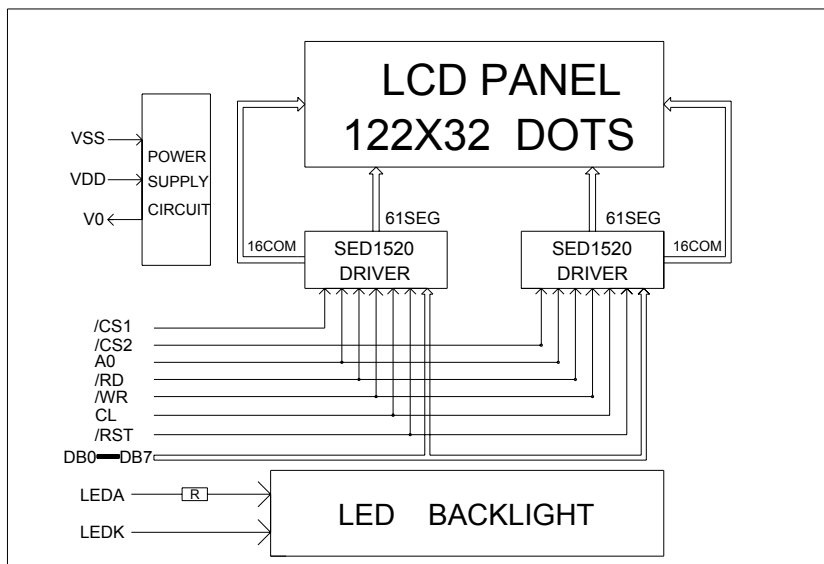 LCD PANEL
122X32 DOTS
VSS
VDD
V0
POWER
SUPPLY
CIRCUIT
61SEG
61SEG
16COM
16COM
SED1520
DRIVER
SED1520
DRIVER
/CS1
/CS2
A0
/RD
/WR
CL
/RST
DB0 DB7
LEDA
R
LEDK
LED BACKLIGHT